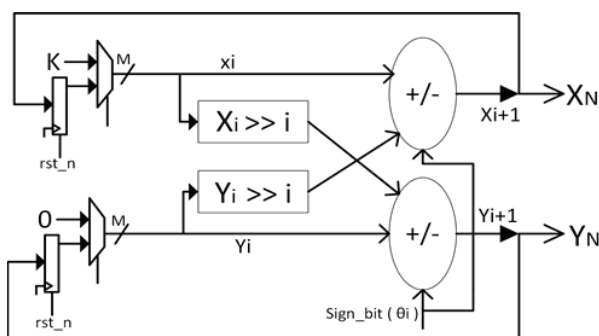 K
M
xi
+/-
Xi+1
XN
rst_n
Xi >> i
Yi >> i
0
M
Yi
+/-
Yi+1
YN
rst_n
Sign_bit ( θi )